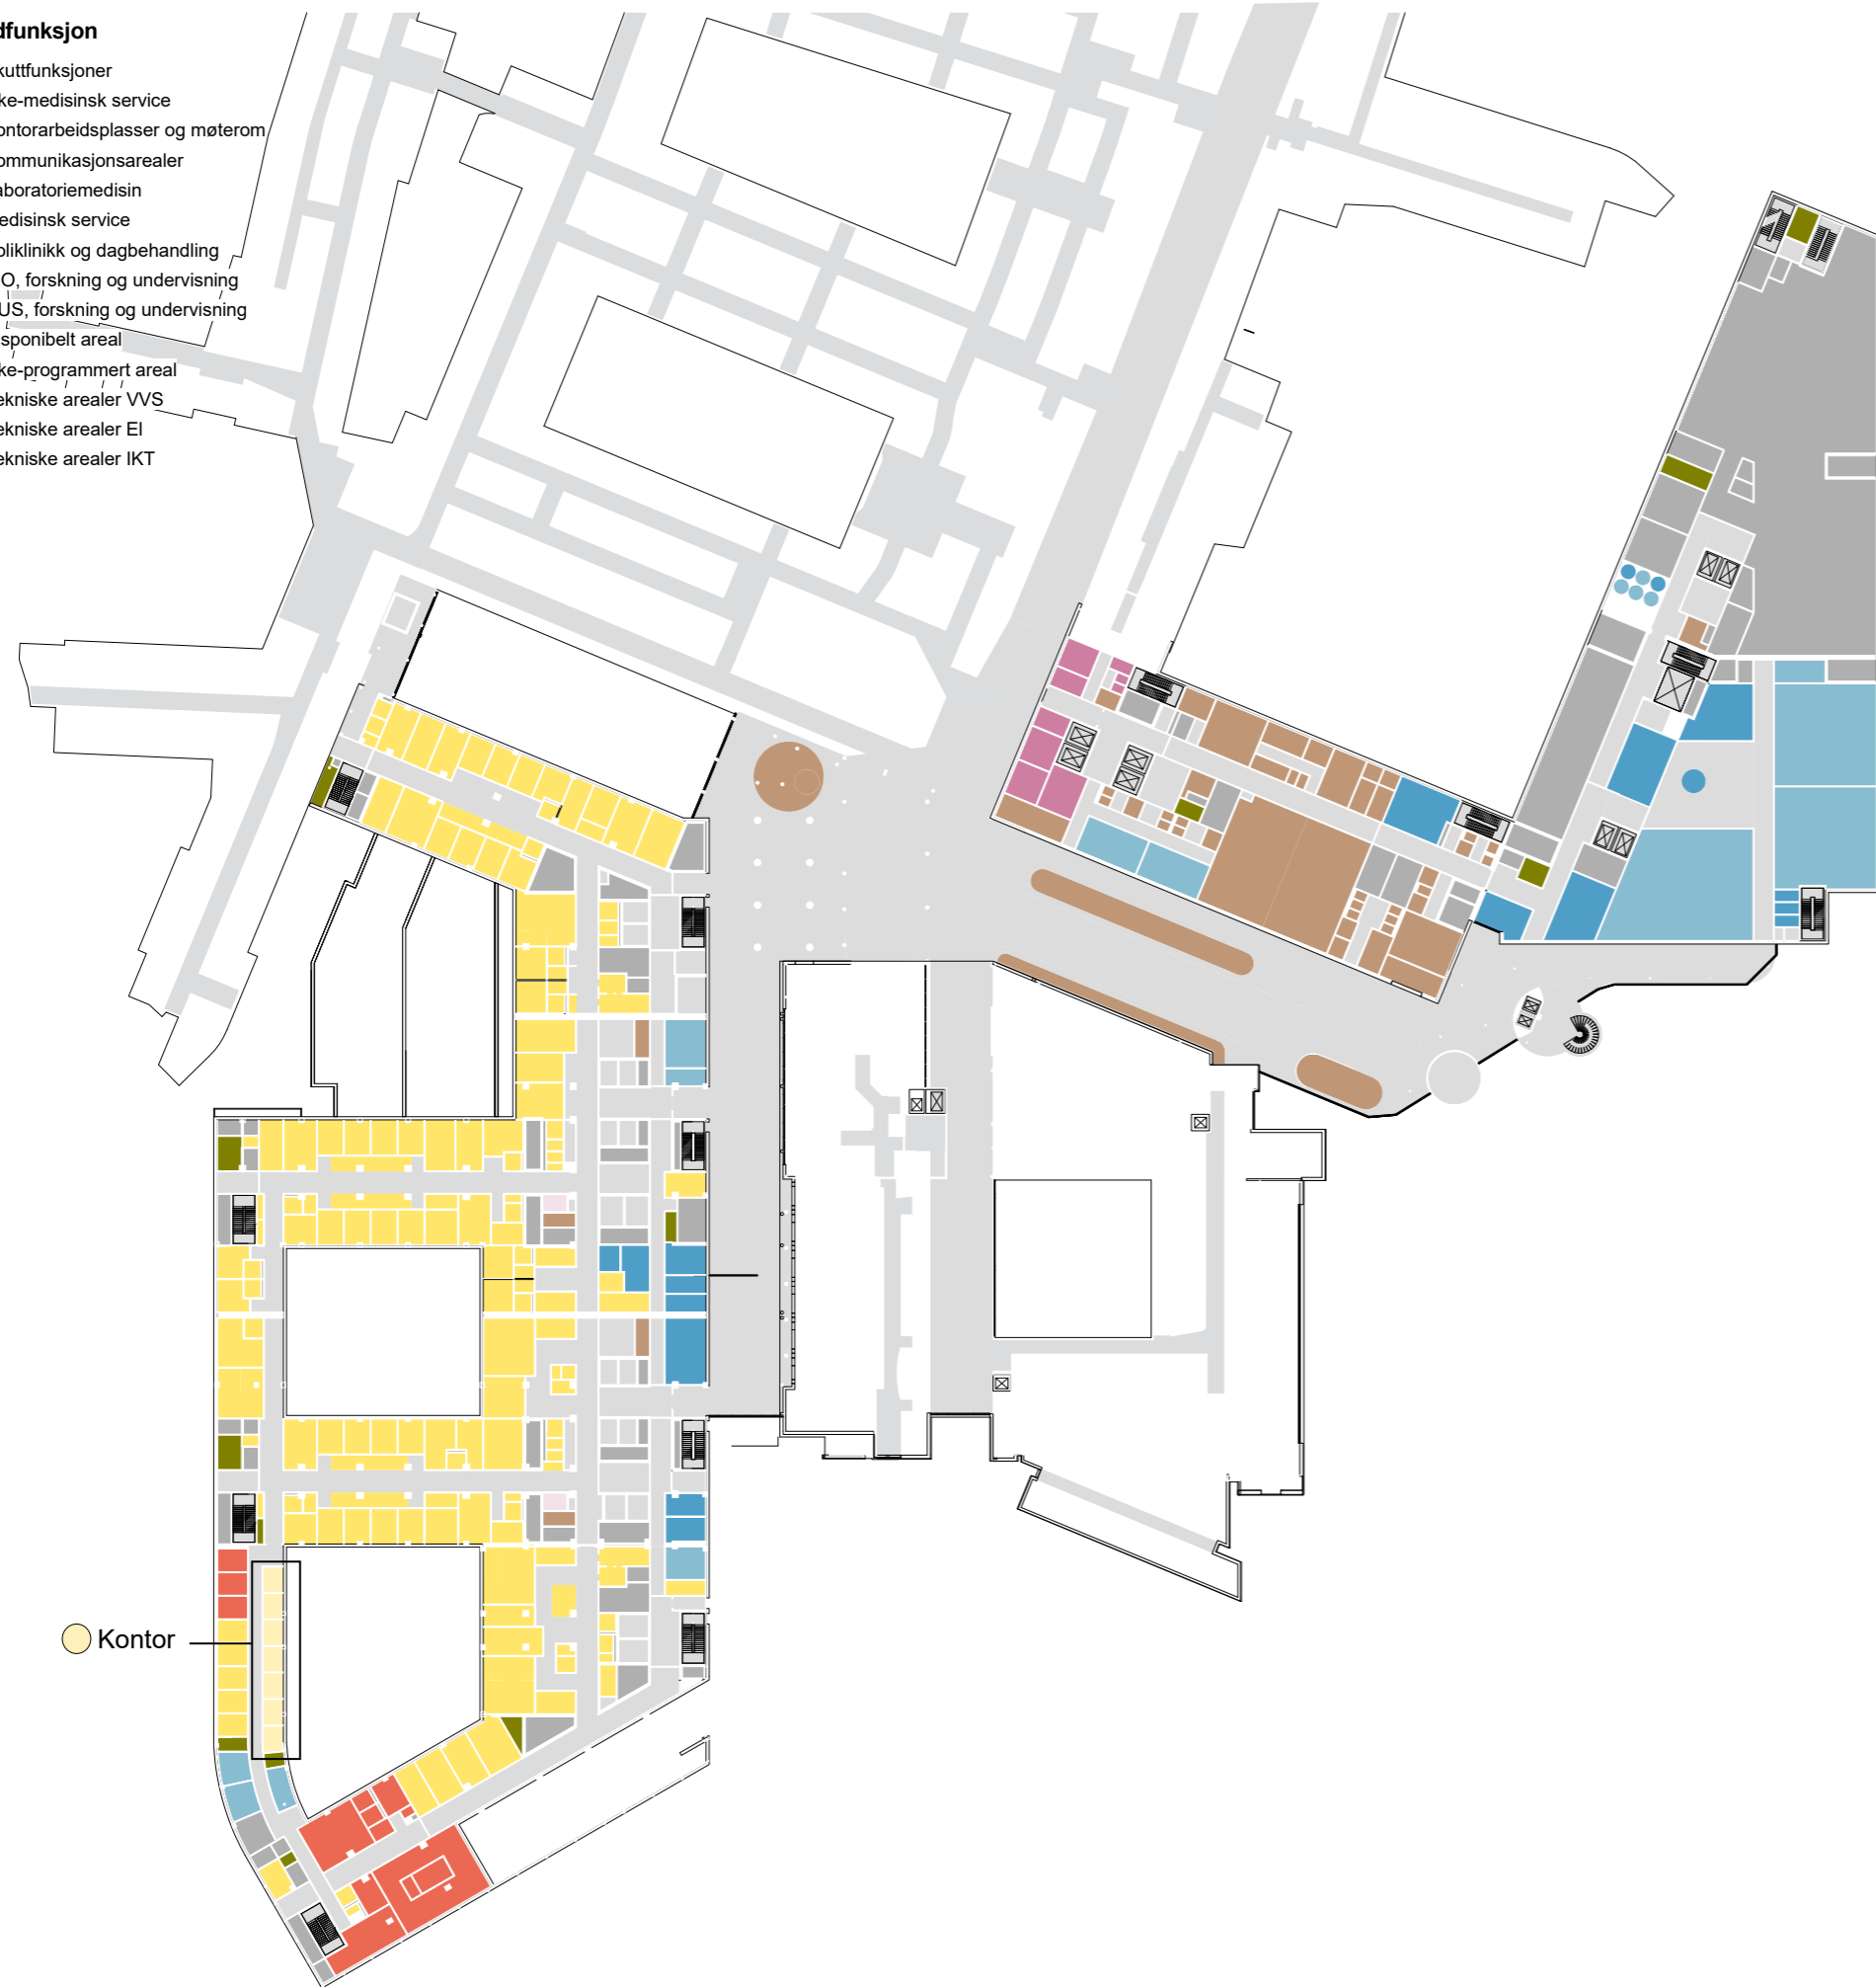 dfunksjon
kuttfunksjoner
ke-medisinsk service
ontorarbeidsplasser og møterom
ommunikasjonsarealer
aboratoriemedisin
edisinsk service
oliklinikk og dagbehandling
O, forskning og undervisning
US, forskning og undervisning
sponibelt areal
ke-programmert areal
ekniske arealer VVS
ekniske arealer El
ekniske arealer IKT
Kontor